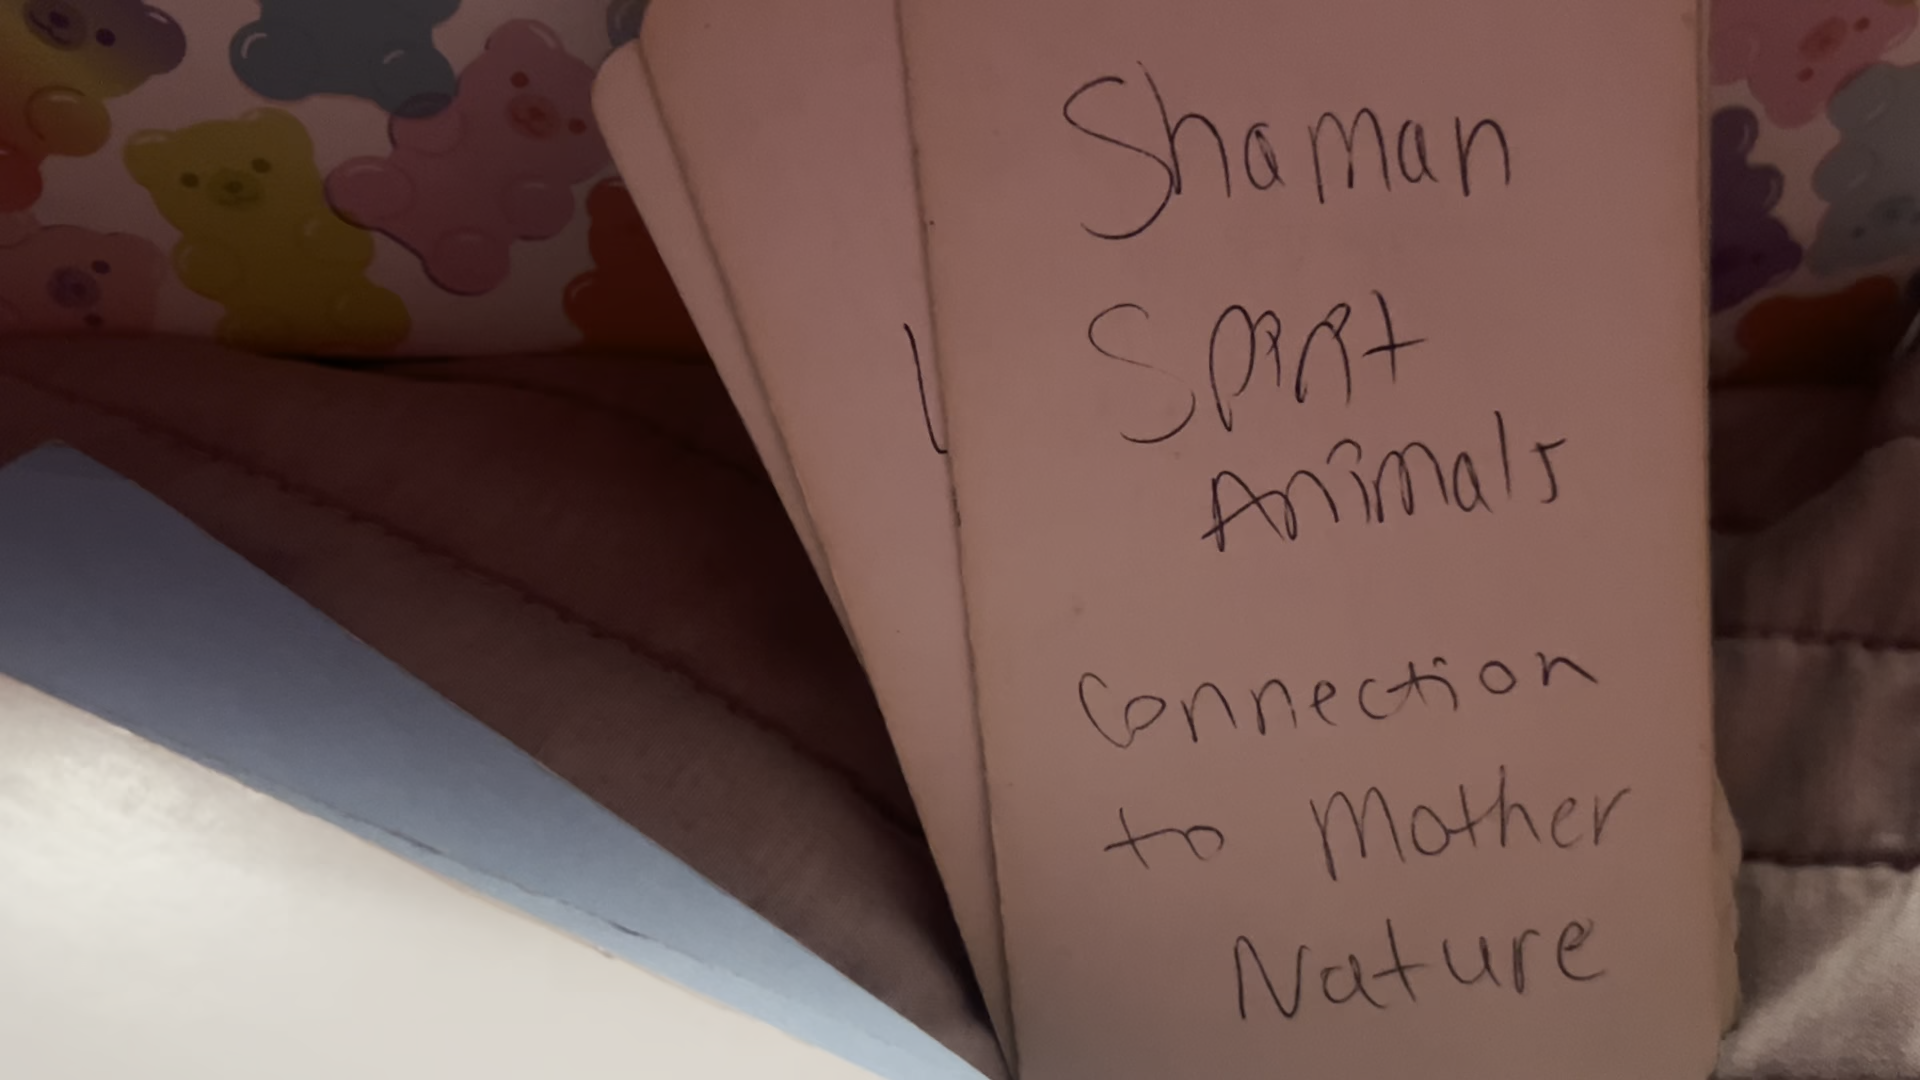 Shaman
Spirit
Animals
Connection
to Mother
Nature